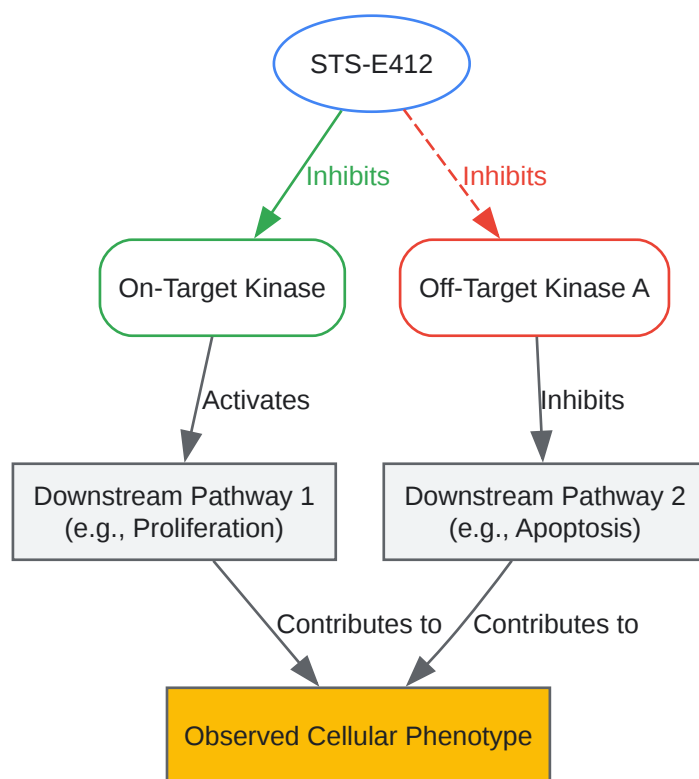 STS-E412
Inhibits
Inhibits
On-Target Kinase
Off-Target Kinase A
Activates
Inhibits
Downstream Pathway 1
(e.g., Proliferation)
Downstream Pathway 2
(e.g., Apoptosis)
Contributes to
Contributes to
Observed Cellular Phenotype